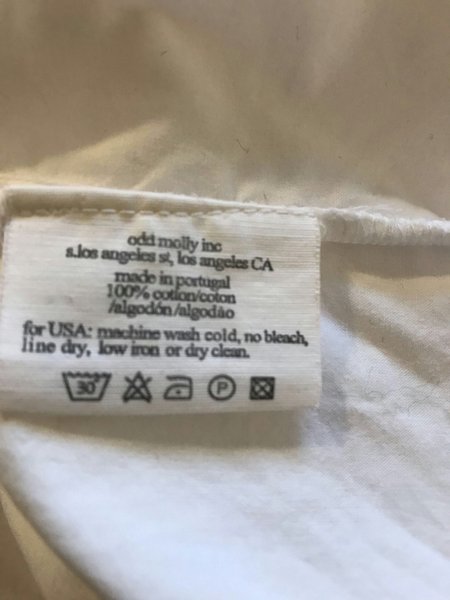 odd molly inc
s.los angeles st, los angeles CA
made in portugal
100% cotton/coton
/algodón/algodão
for USA: machine wash cold, no bleach,
line dry, low iron or dry clean.
30° P